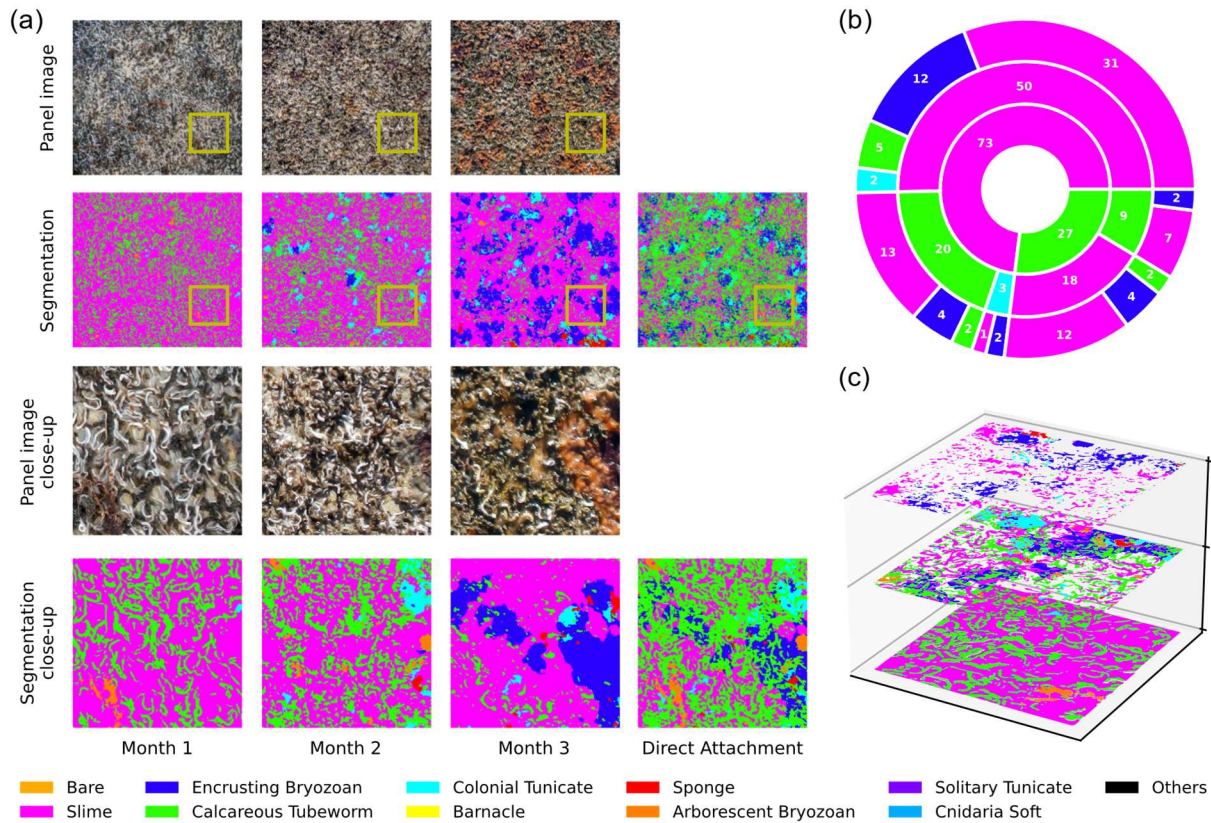 (a)
Panel image
Segmentation
Panel image
close-up
Segmentation
close-up
Month 1
Month 2
Month 3
Direct Attachment
(b)
31
12
50
5
73
2
2
9
27
7
20
13
18
2
3
4
4
12
2
1
2
(c)
Bare
Encrusting Bryozoan
Colonial Tunicate
Sponge
Solitary Tunicate
Others
Slime
Calcareous Tubeworm
Barnacle
Arborescent Bryozoan
Cnidaria Soft